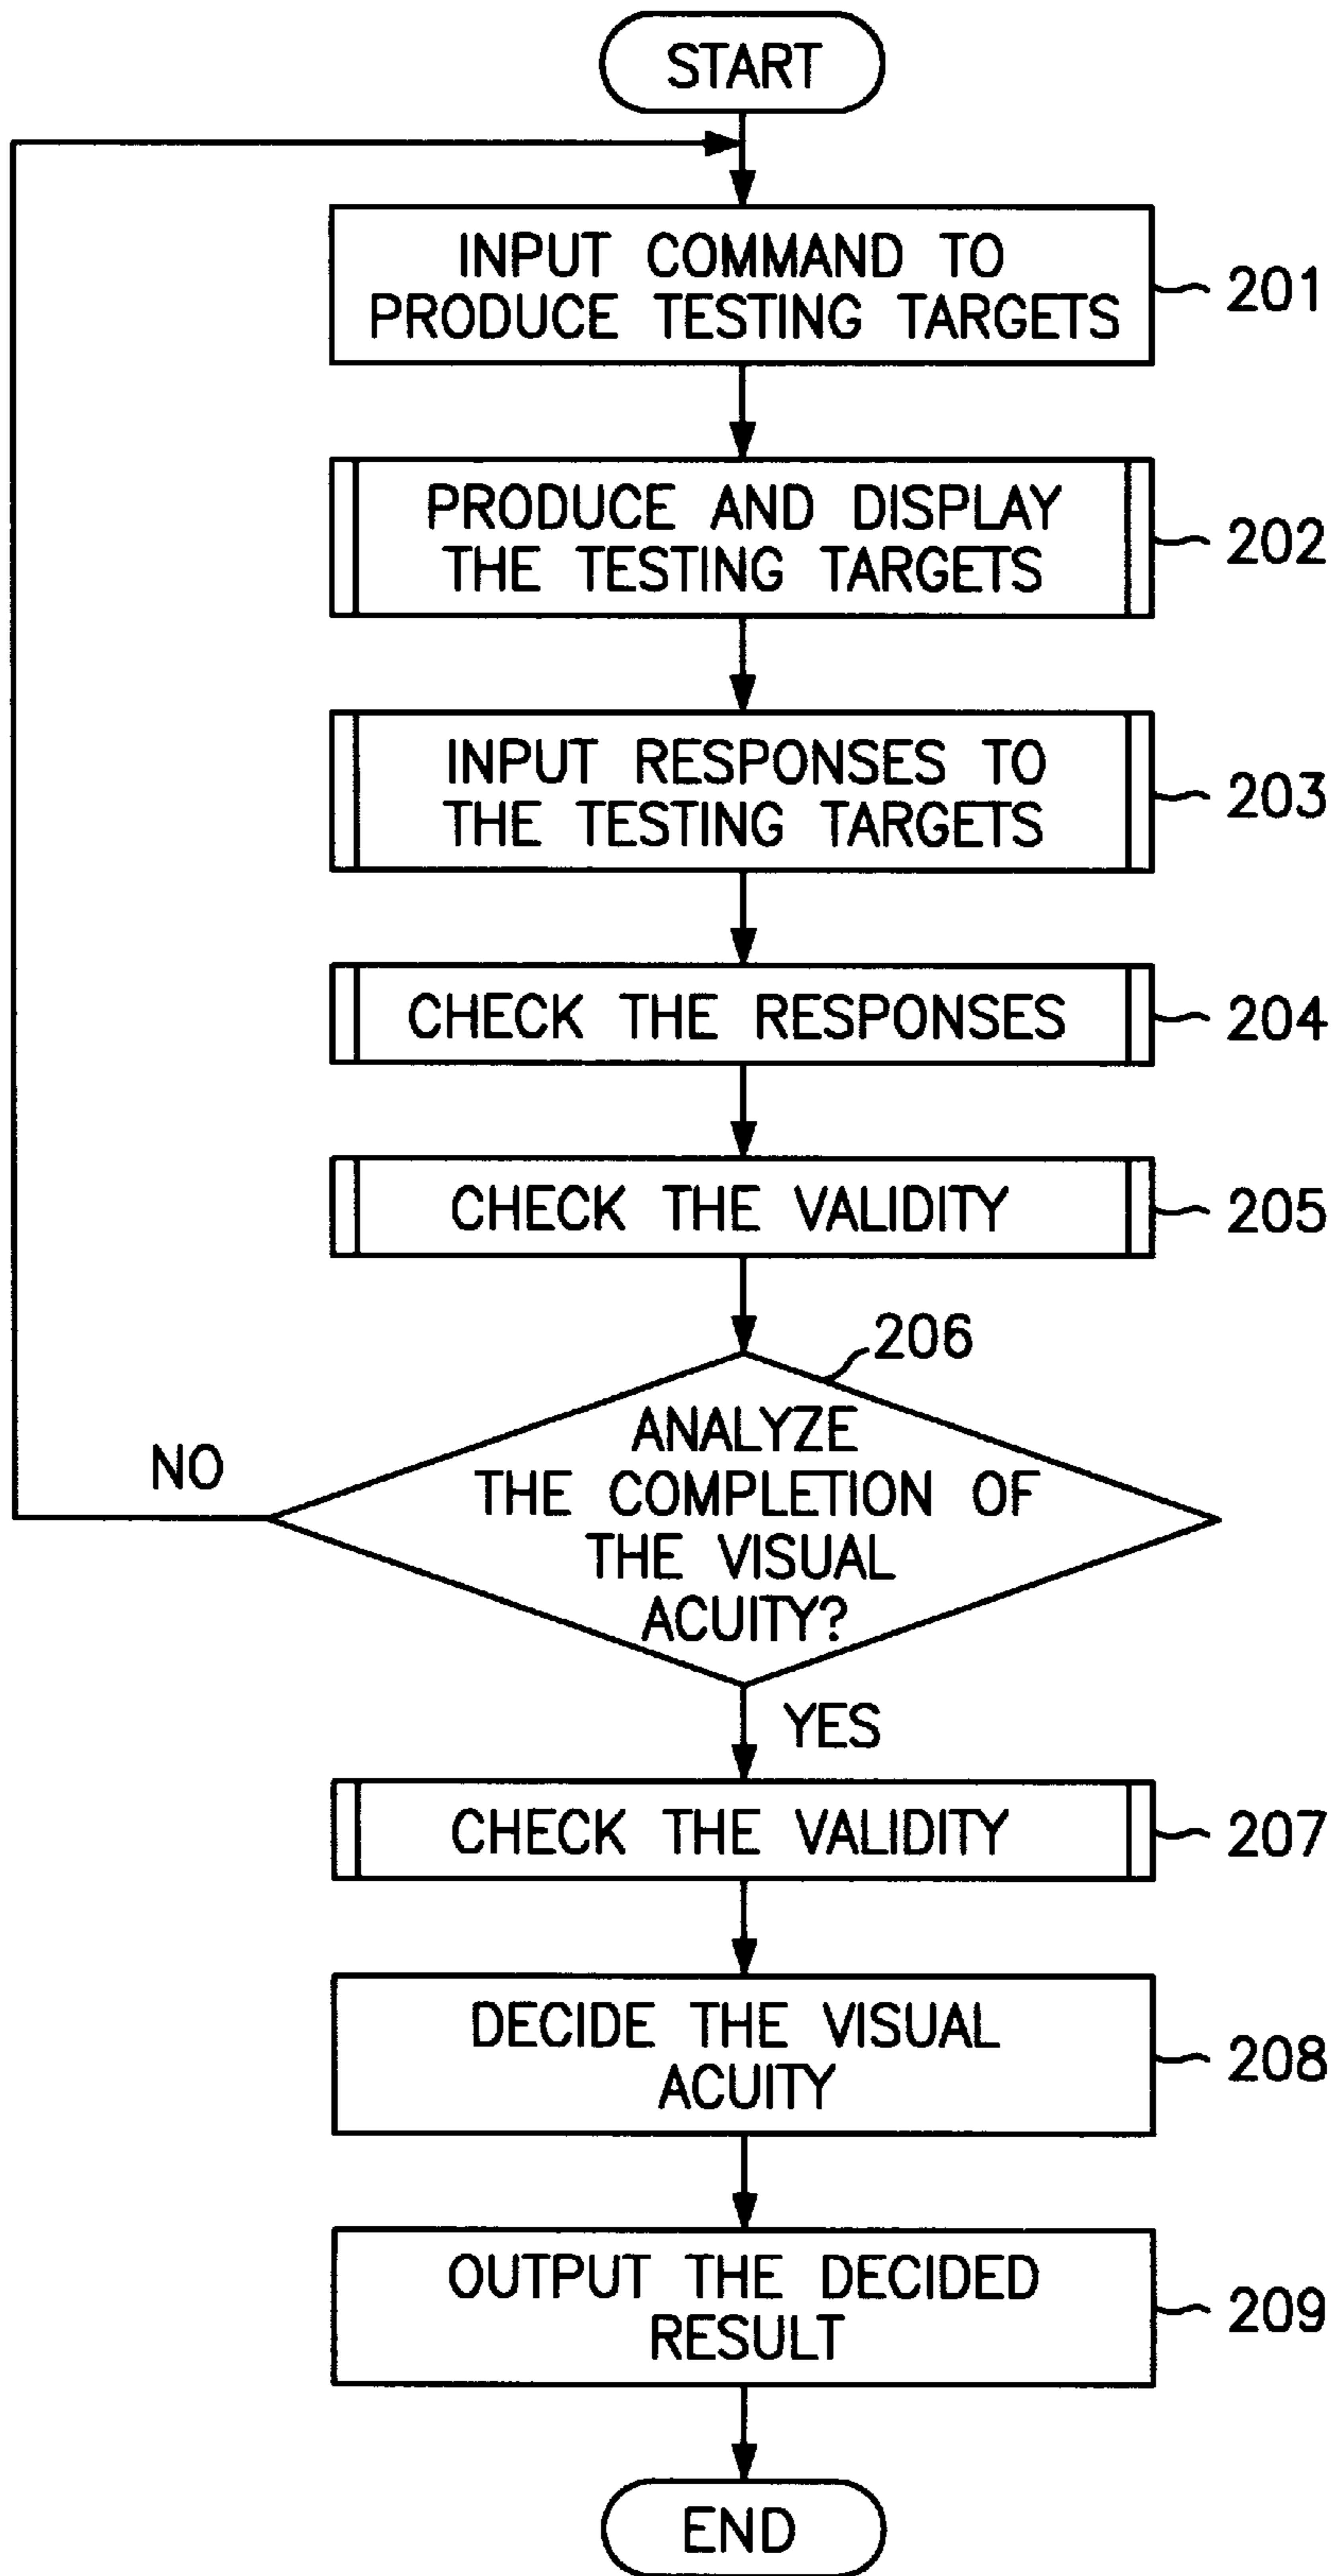 START
INPUT COMMAND TO
PRODUCE TESTING TARGETS
201
PRODUCE AND DISPLAY
THE TESTING TARGETS
202
INPUT RESPONSES TO
THE TESTING TARGETS
203
CHECK THE RESPONSES
204
CHECK THE VALIDITY
205
206
ANALYZE
THE COMPLETION OF
THE VISUAL
ACUITY?
NO
YES
CHECK THE VALIDITY
207
DECIDE THE VISUAL
ACUITY
208
OUTPUT THE DECIDED
RESULT
209
END